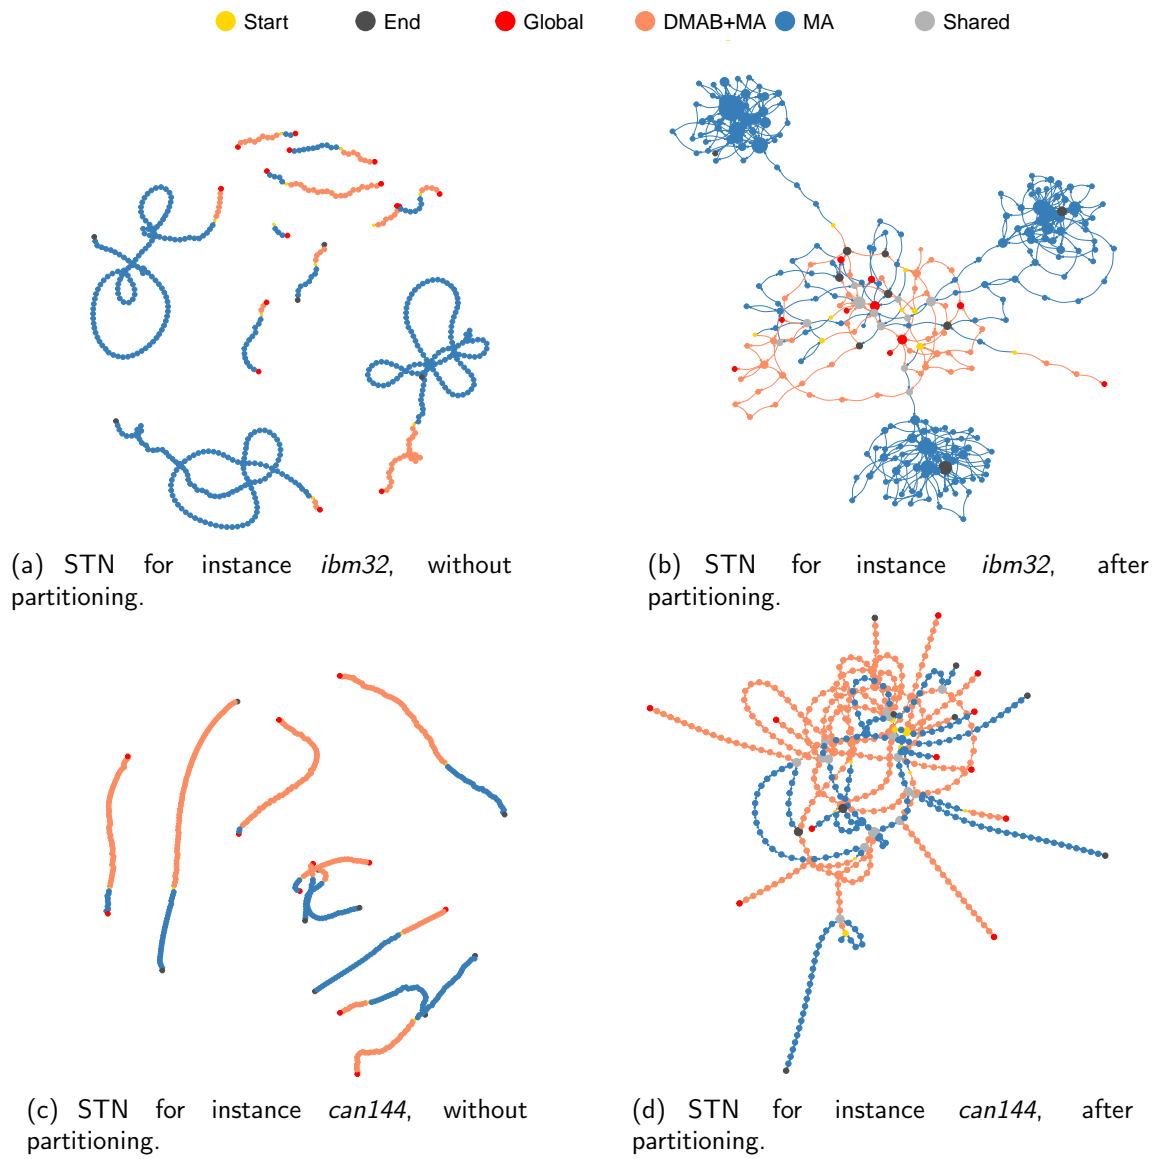 Start End Global DMAB+MA MA Shared
(a) STN for instance ibm32, without
partitioning.
(b) STN for instance ibm32, after
partitioning.
(c) STN for instance can144, without
partitioning.
(d) STN for instance can144, after
partitioning.